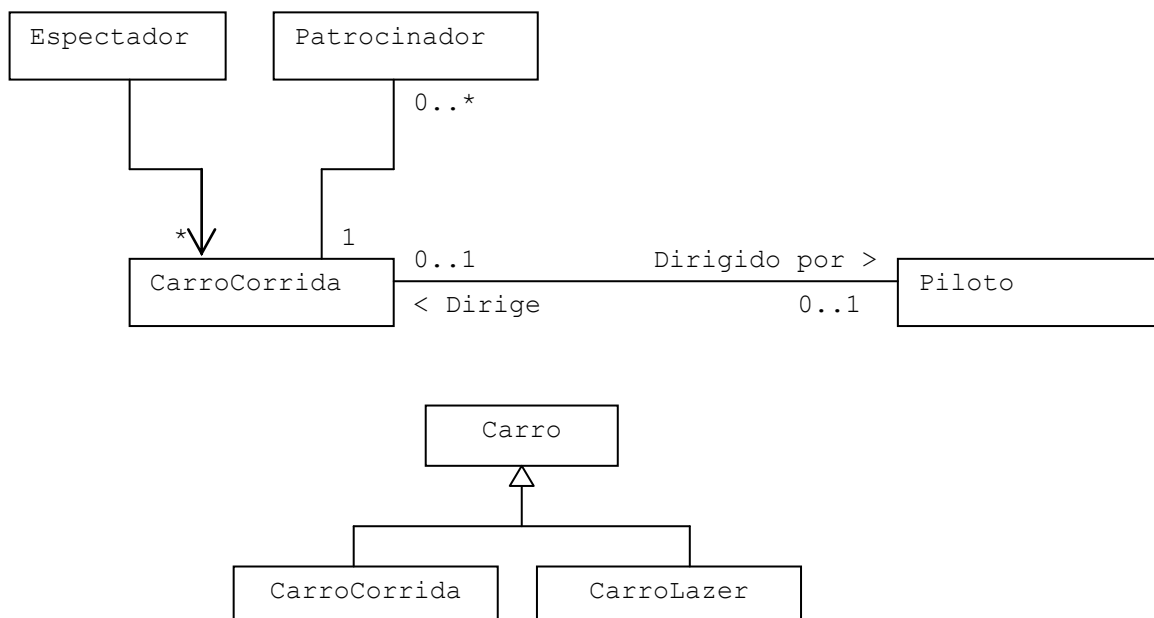 Espectador Patrocinador
0..*
* 1
0..1 Dirigido por >
CarroCorrida Piloto
< Dirige 0..1
Carro
CarroCorrida CarroLazer